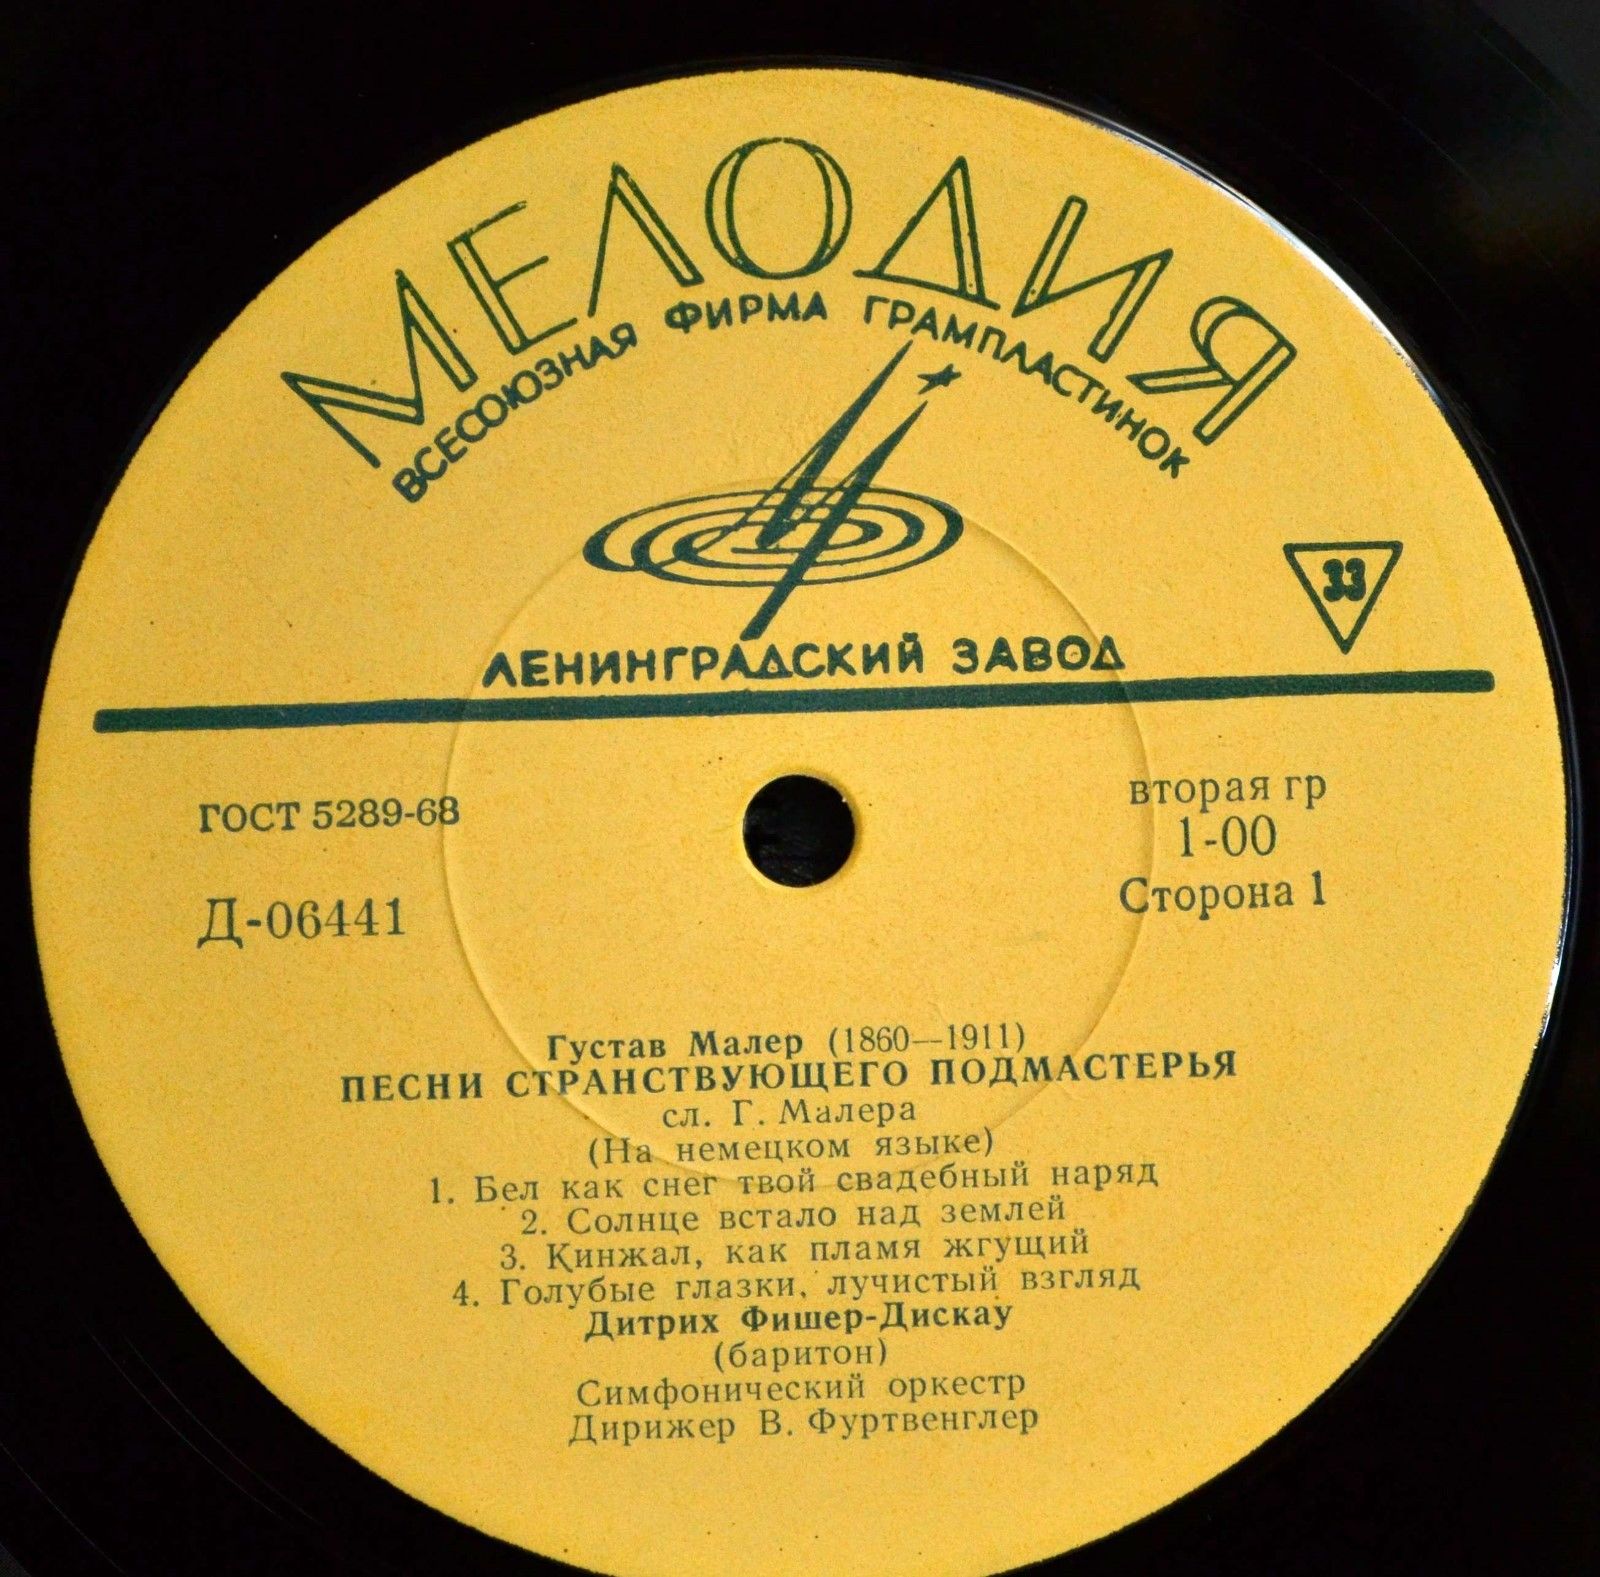 МЕЛОДИЯ
ВСЕСОЮЗНАЯ ФИРМА ГРАМПЛАСТИНОК
33
ЛЕНИНГРАДСКИЙ ЗАВОД
ГОСТ 5289-68
Д-06441
вторая гр
1-00
Сторона 1
Густав Малер (1860—1911)
ПЕСНИ СТРАНСТВУЮЩЕГО ПОДМАСТЕРЬЯ
сл. Г. Малера
(На немецком языке)
1. Бел как снег твой свадебный наряд
2. Солнце встало над землей
3. Кинжал, как пламя жгущий
4. Голубые глазки, лучистый взгляд
Дитрих Фишер-Дискау
(баритон)
Симфонический оркестр
Дирижер В. Фуртвенглер